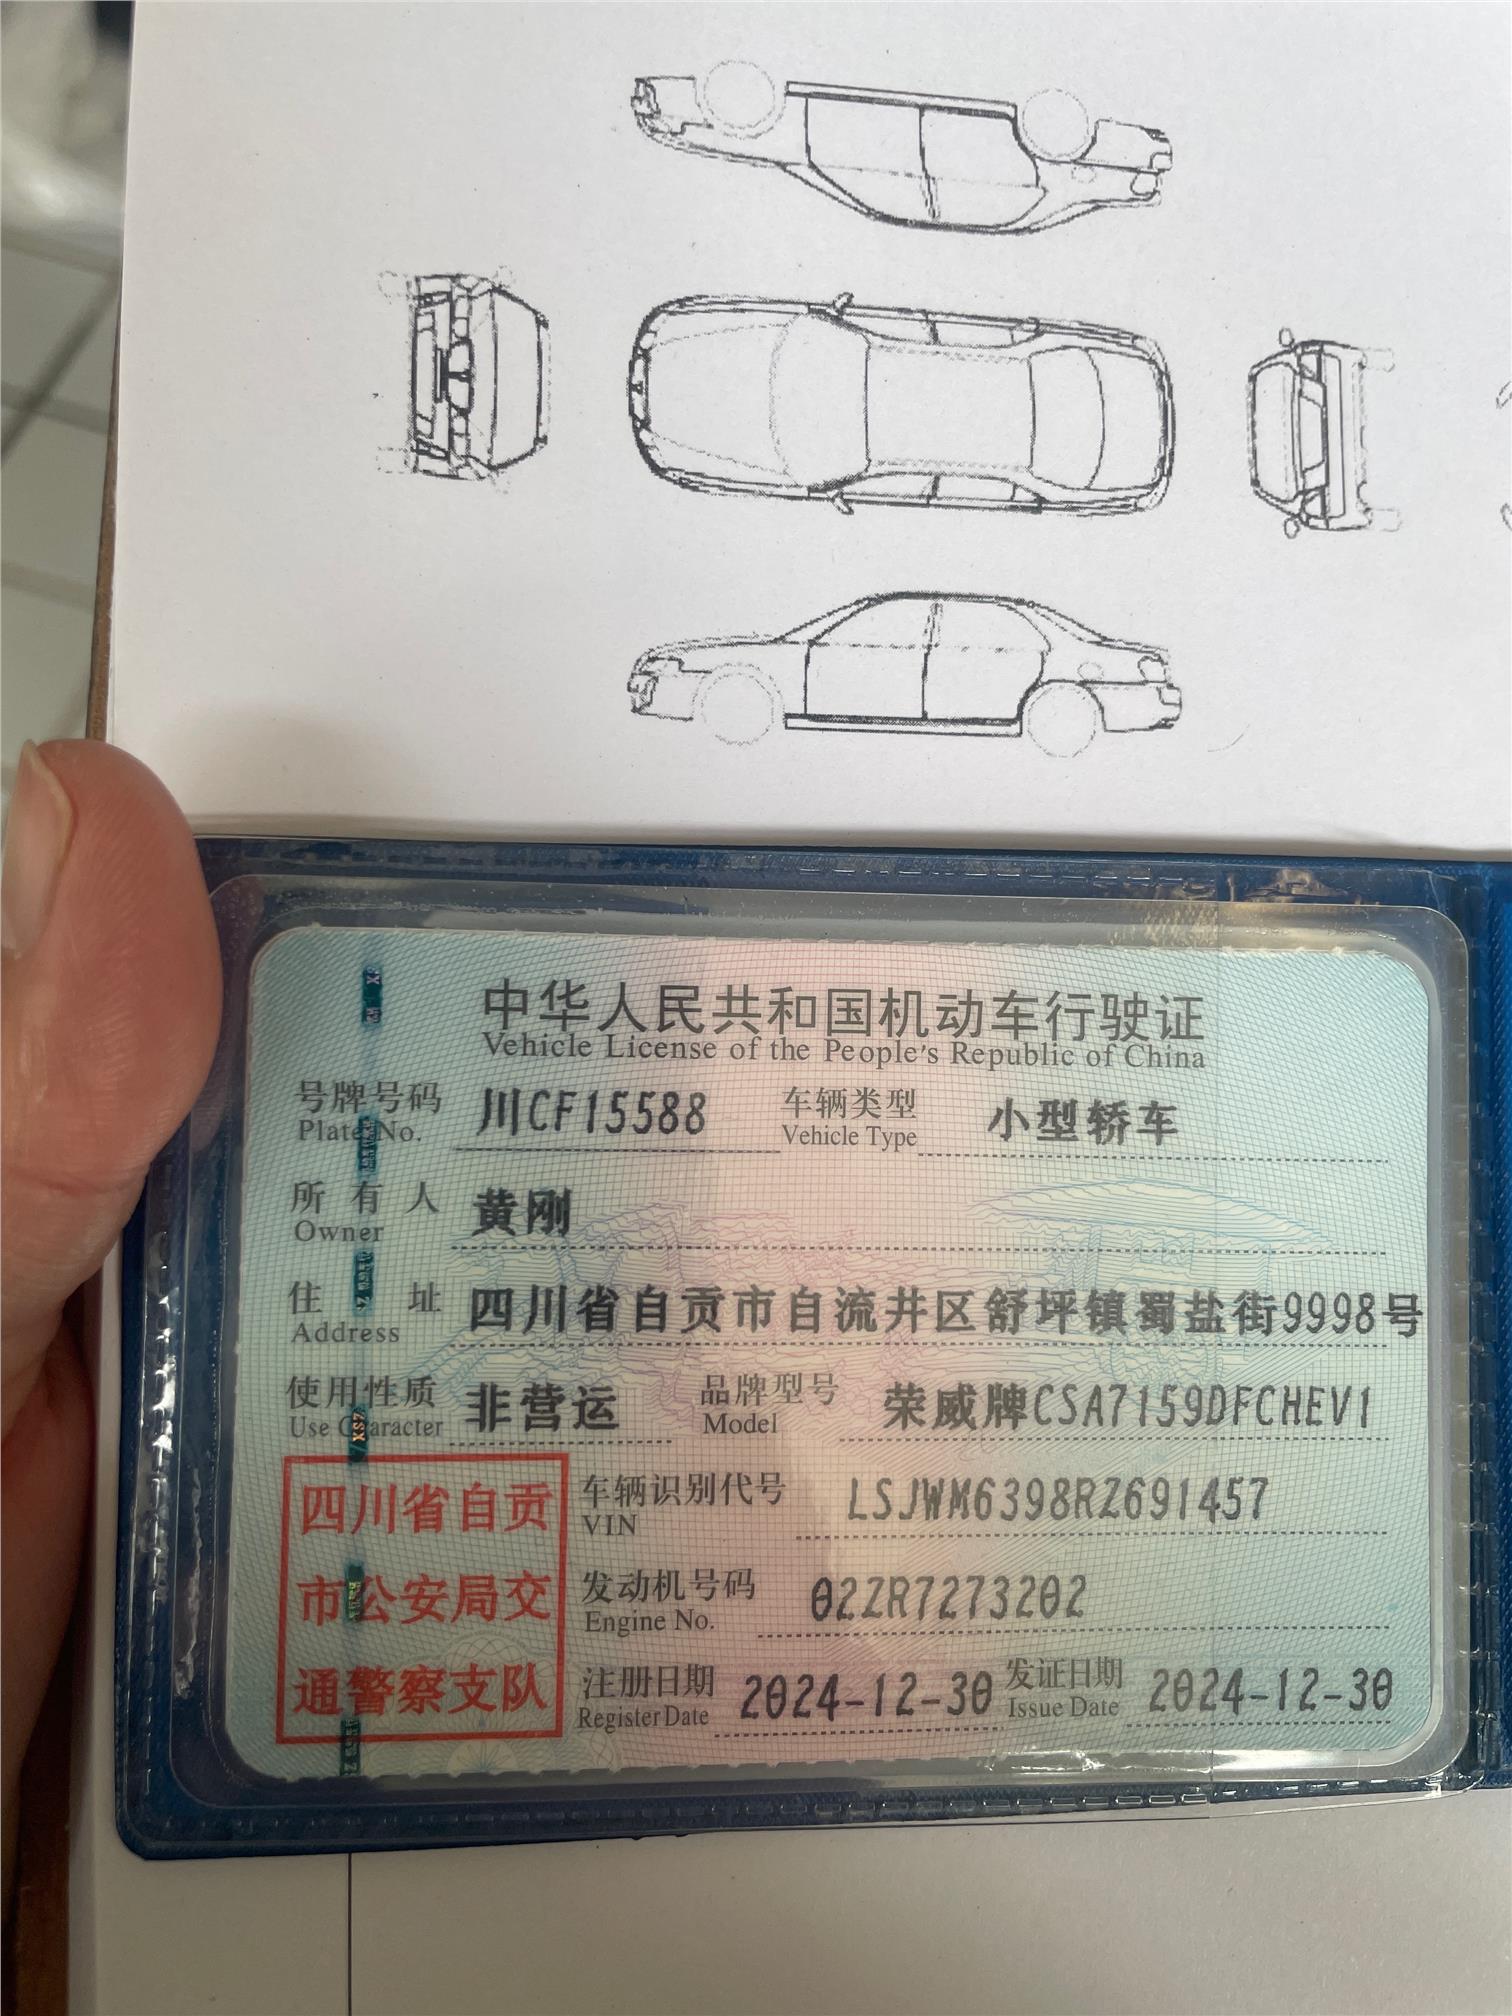 中华人民共和国机动车行驶证
Vehicle License of the People's Republic of China
号牌号码 川CF15588 车辆类型 小型轿车
Plate No. Vehicle Type
所有人 黄刚
Owner
住址 四川省自贡市自流井区舒坪镇蜀盐街9998号
Address
使用性质 非营运 品牌型号 荣威牌CSA7159DFCHEV1
Use Character Model
四川省自贡
市公安局交
通警察支队
车辆识别代号 LSJWM6398RZ691457
VIN
发动机号码 02ZR7273202
Engine No.
注册日期 2024-12-30 发证日期 2024-12-30
Register Date Issue Date